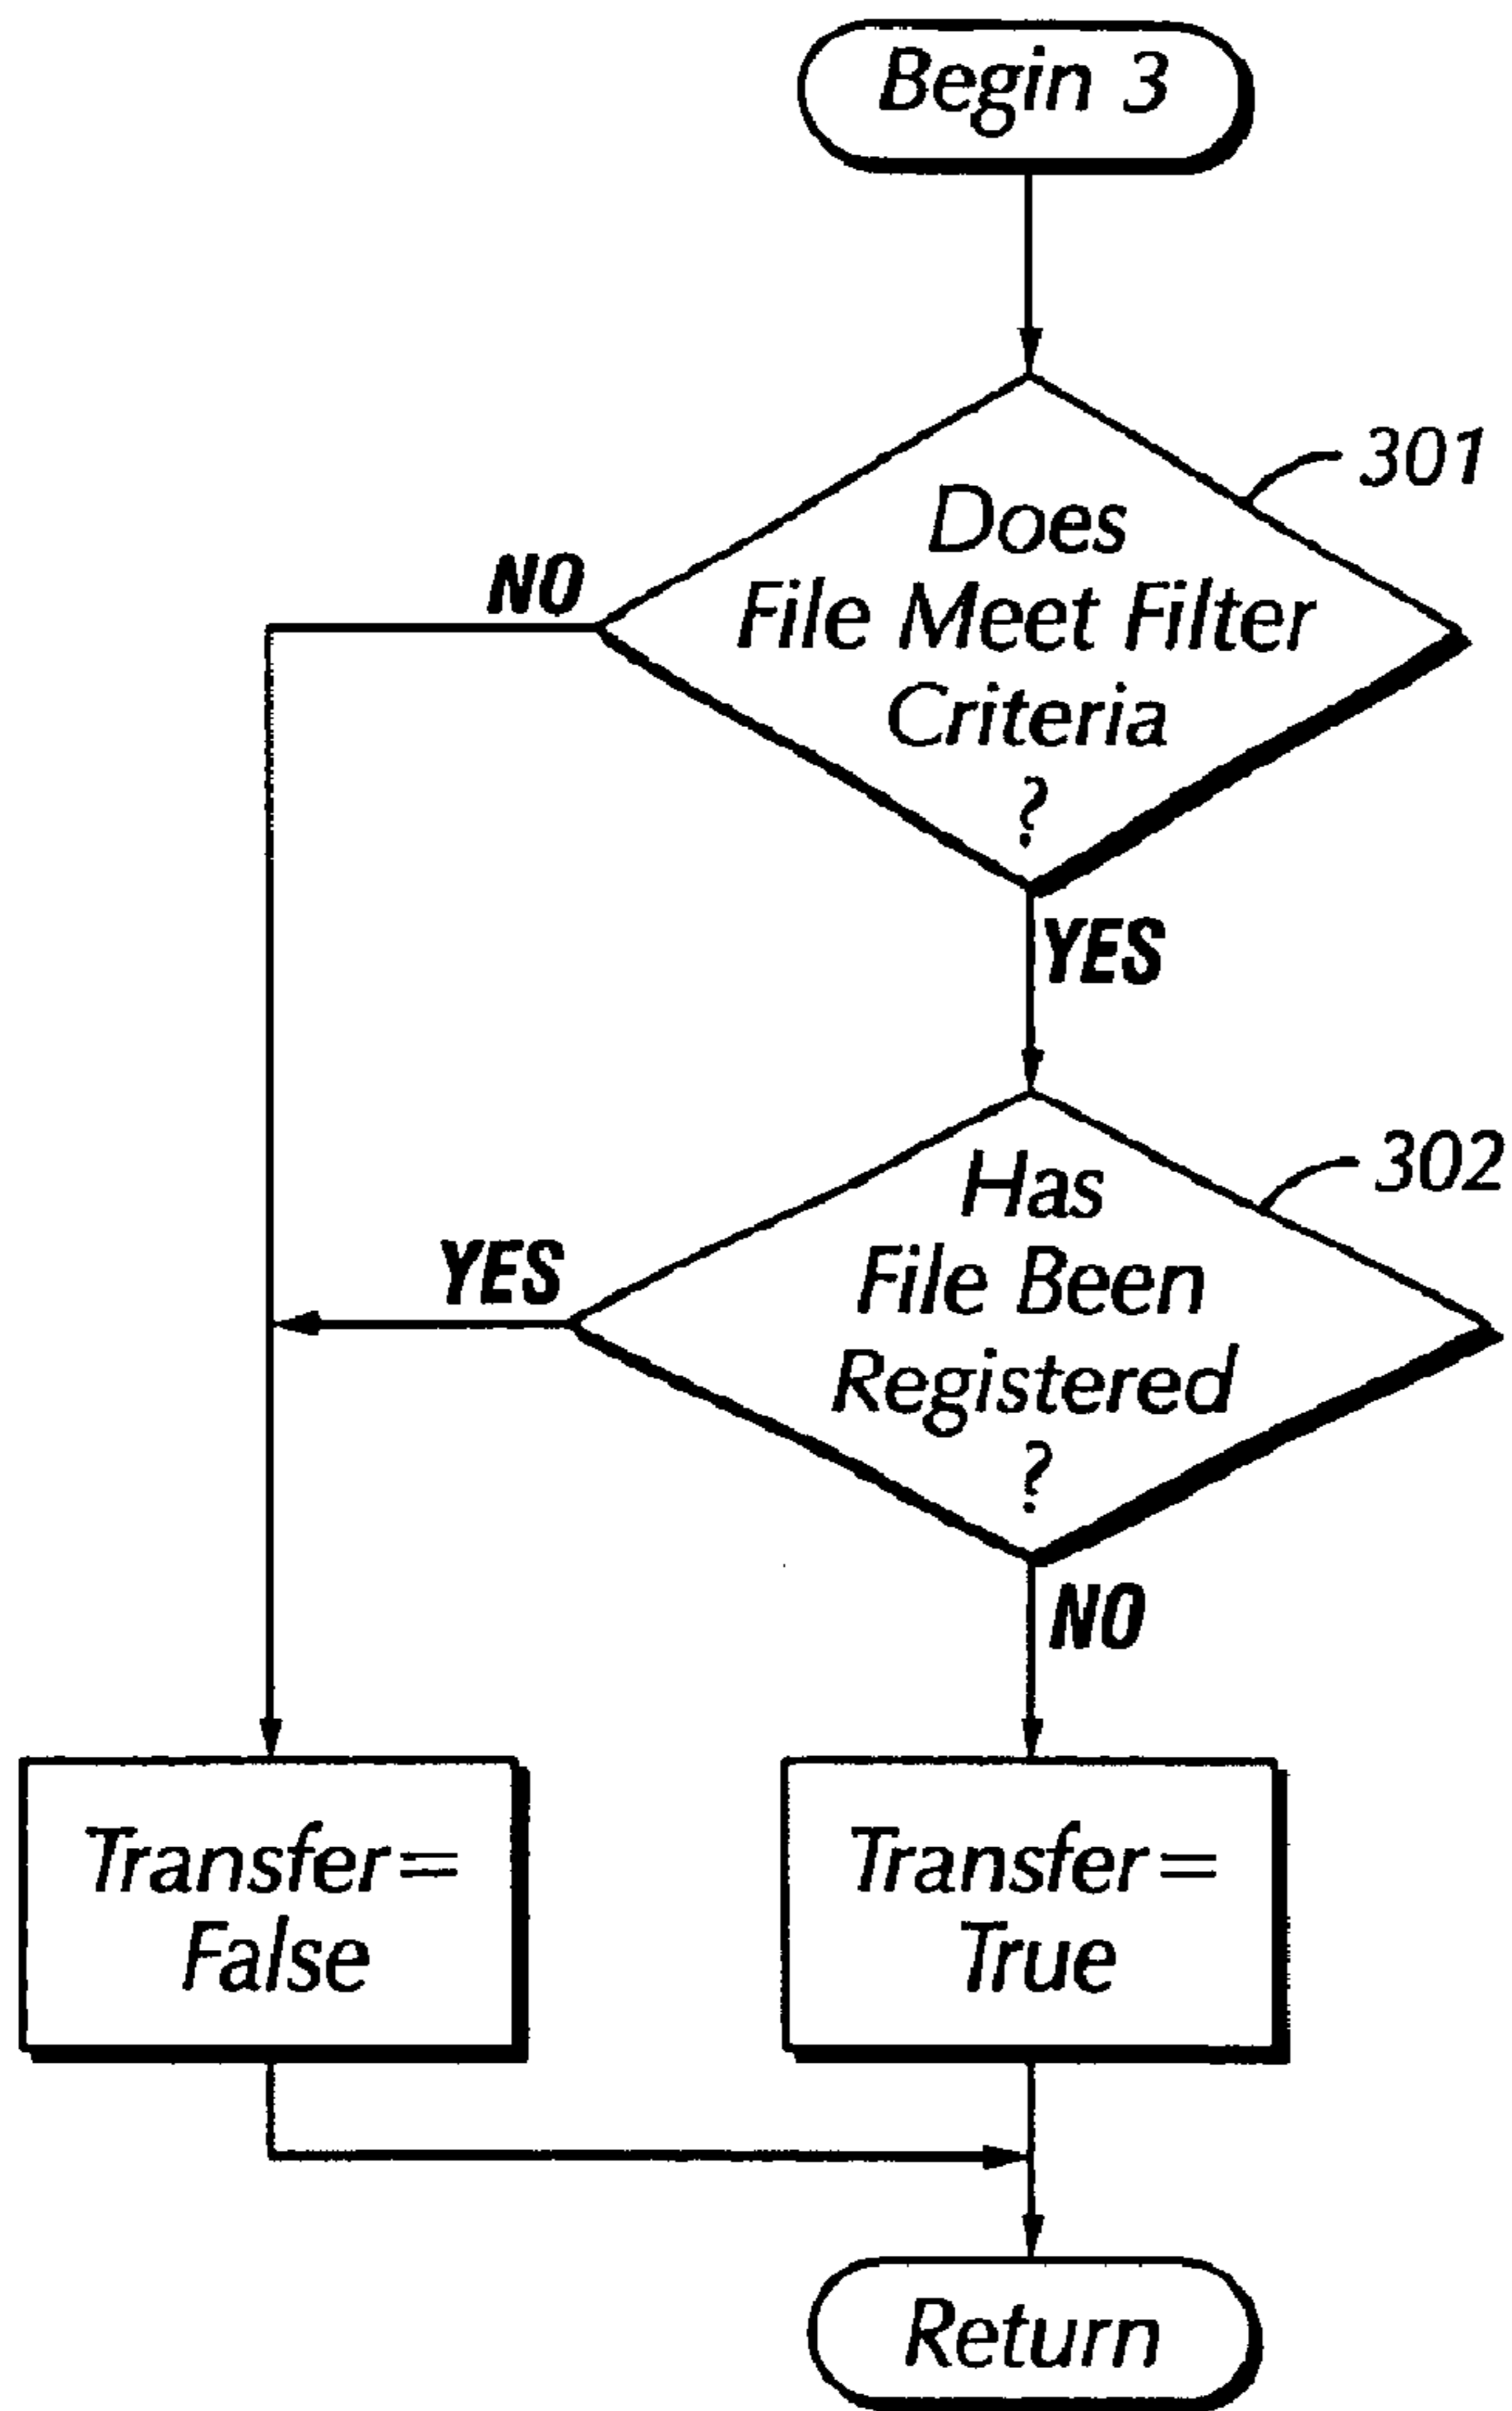 Begin 3
301
Does
File Meet Filter
Criteria
?
NO
YES
302
Has
File Been
Registered
?
YES
NO
Transfer=
False
Transfer=
True
Return